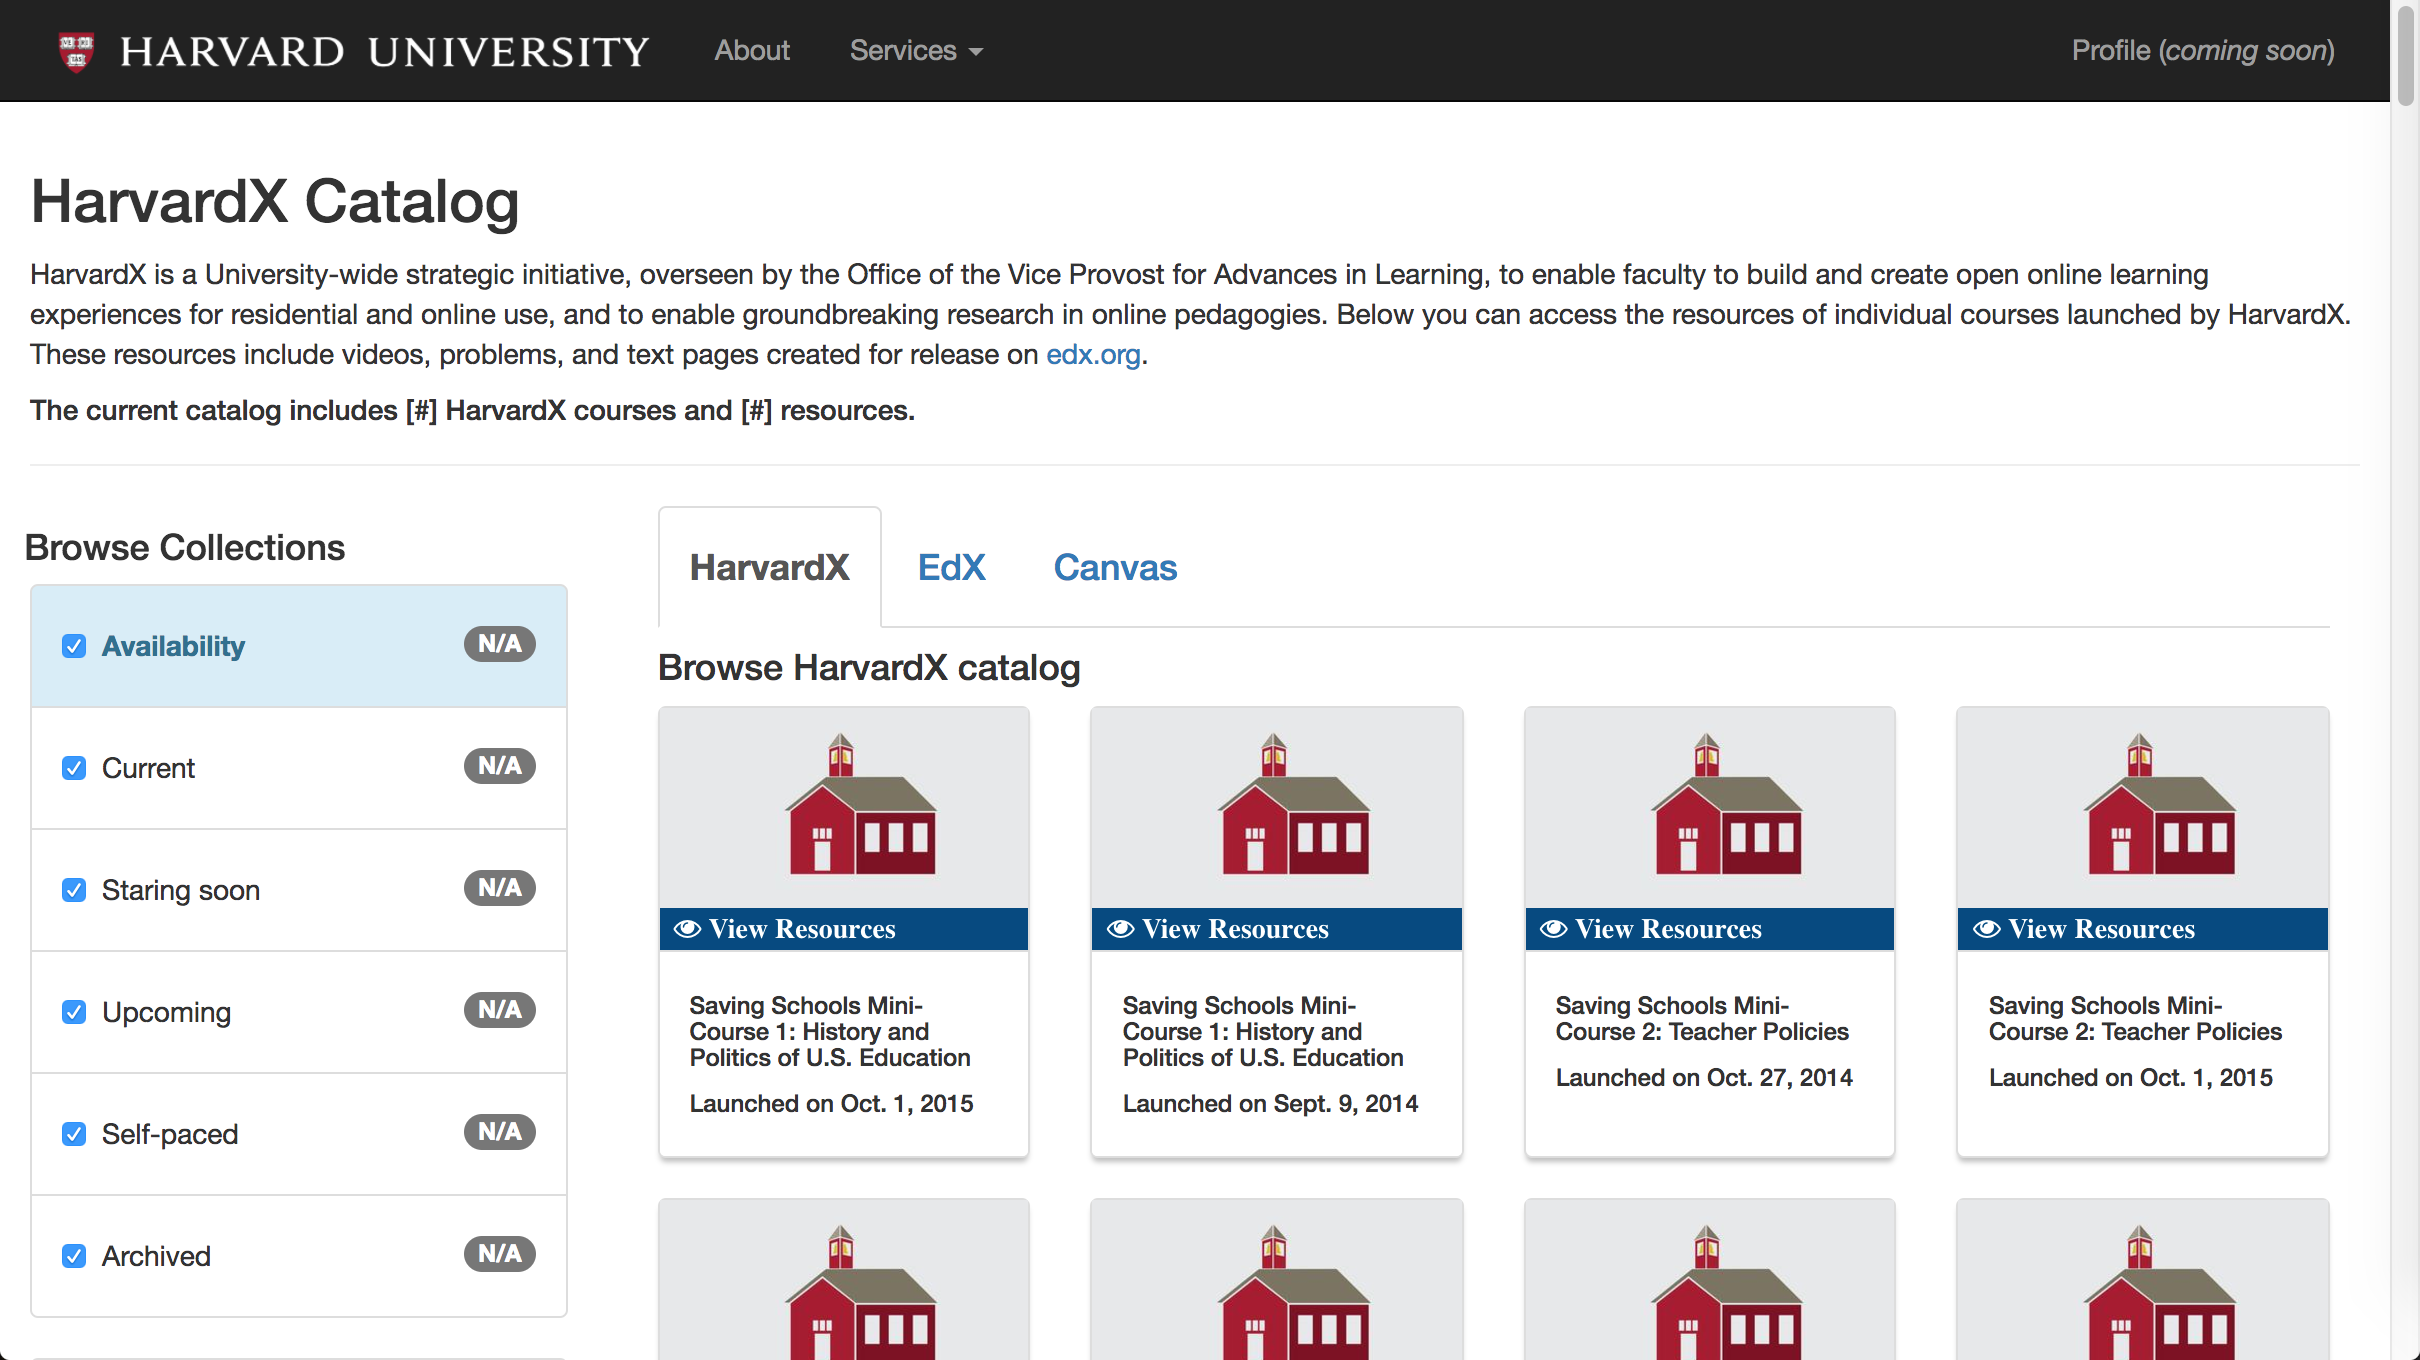 HARVARD UNIVERSITY
About
Services
Profile (coming soon)
HarvardX Catalog
HarvardX is a University-wide strategic initiative, overseen by the Office of the Vice Provost for Advances in Learning, to enable faculty to build and create open online learning
experiences for residential and online use, and to enable groundbreaking research in online pedagogies. Below you can access the resources of individual courses launched by HarvardX.
These resources include videos, problems, and text pages created for release on edx.org.
The current catalog includes [#] HarvardX courses and [#] resources.
Browse Collections
Availability N/A
Current N/A
Staring soon N/A
Upcoming N/A
Self-paced N/A
Archived N/A
HarvardX
EdX
Canvas
Browse HarvardX catalog
View Resources
Saving Schools Mini-
Course 1: History and
Politics of U.S. Education
Launched on Oct. 1, 2015
View Resources
Saving Schools Mini-
Course 1: History and
Politics of U.S. Education
Launched on Sept. 9, 2014
View Resources
Saving Schools Mini-
Course 2: Teacher Policies
Launched on Oct. 27, 2014
View Resources
Saving Schools Mini-
Course 2: Teacher Policies
Launched on Oct. 1, 2015